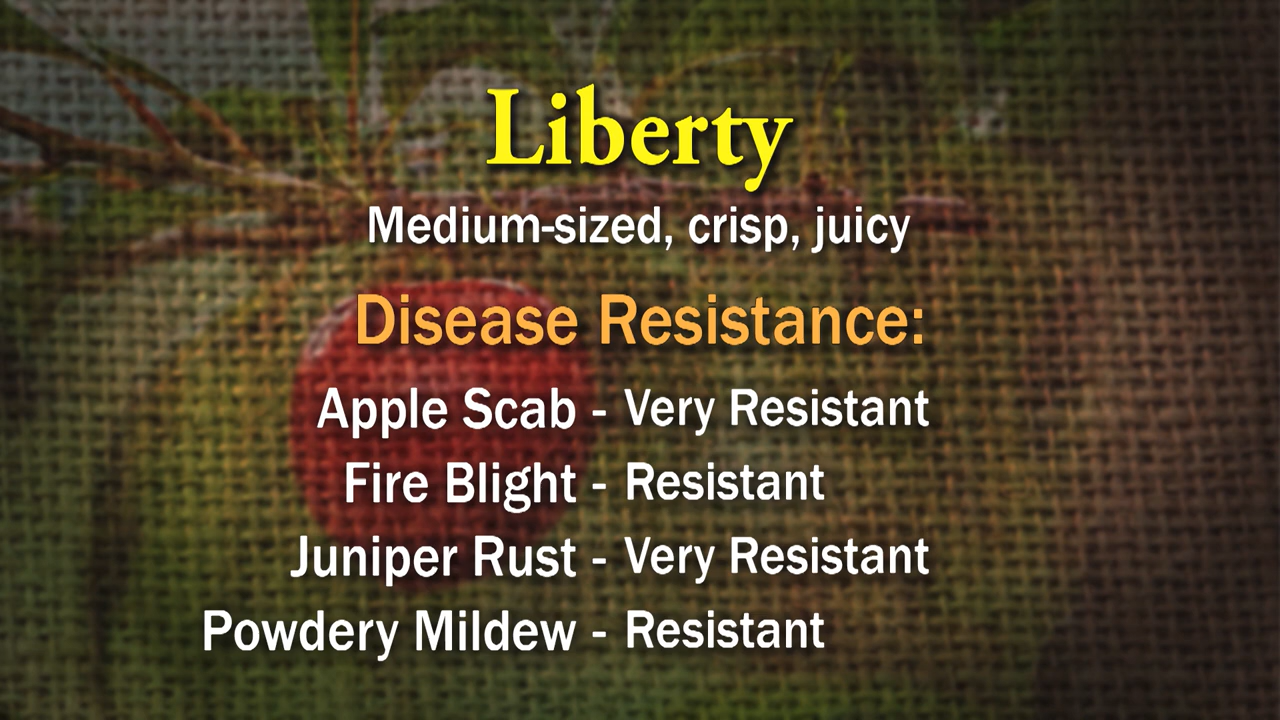 Liberty
Medium-sized, crisp, juicy
Disease Resistance:
Apple Scab - Very Resistant
Fire Blight - Resistant
Juniper Rust - Very Resistant
Powdery Mildew - Resistant